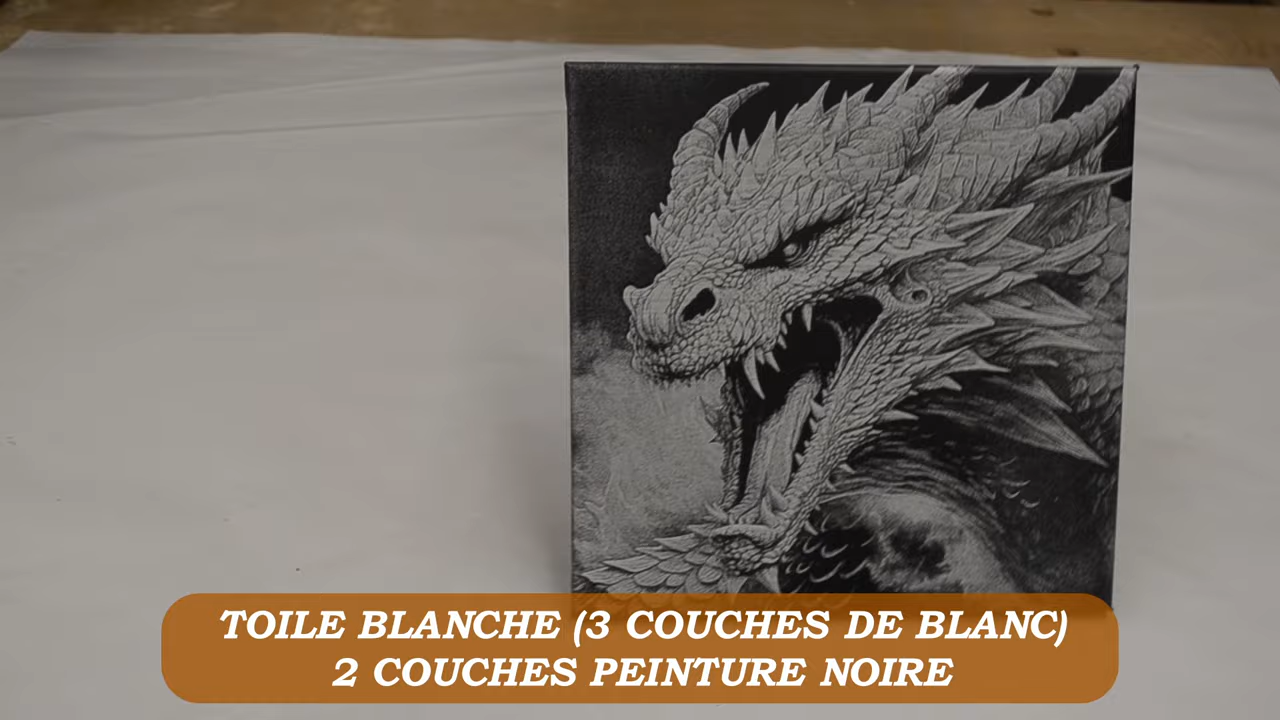 TOILE BLANCHE (3 COUCHES DE BLANC)
2 COUCHES PEINTURE NOIRE